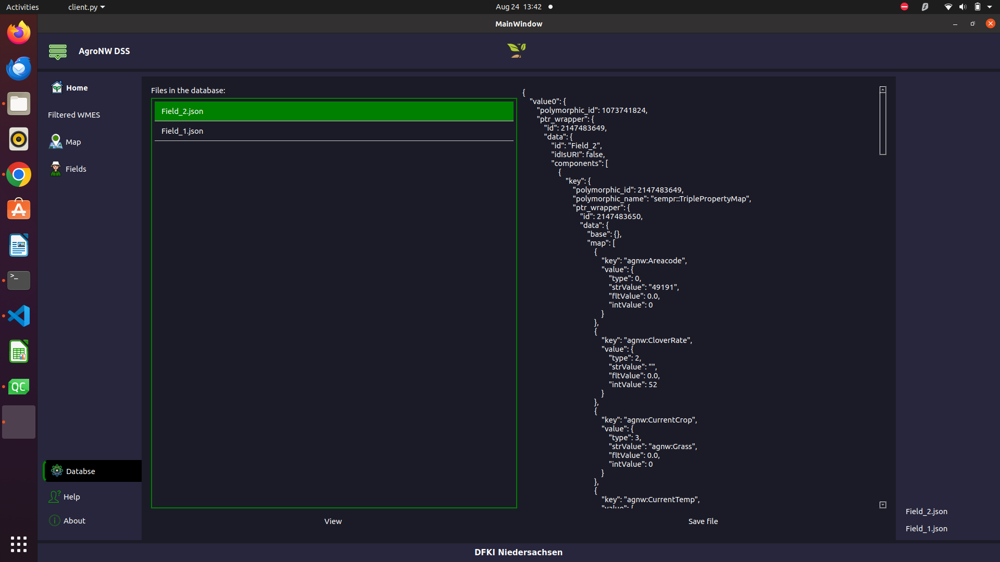 Activities
client.py
Aug 24 13:42
MainWindow
AgroNW DSS
Home
Filtered WMES
Map
Fields
Databse
Help
About
Files in the database:
Field_2.json
Field_1.json
View
{
"value0": {
"polymorphic_id": 1073741824,
"ptr_wrapper": {
"id": 2147483649,
"data": {
"id": "Field_2",
"idIsURI": false,
"components": [
{
"key": {
"polymorphic_id": 2147483649,
"polymorphic_name": "sempr::TriplePropertyMap",
"ptr_wrapper": {
"id": 2147483650,
"data": {
"base": {},
"map": [
{
"key": "agnw:Areacode",
"value": {
"type": 0,
"strValue": "49191",
"fltValue": 0.0,
"intValue": 0
}
},
{
"key": "agnw:CloverRate",
"value": {
"type": 2,
"strValue": "",
"fltValue": 0.0,
"intValue": 52
}
},
{
"key": "agnw:CurrentCrop",
"value": {
"type": 3,
"strValue": "agnw:Grass",
"fltValue": 0.0,
"intValue": 0
}
},
{
"key": "agnw:CurrentTemp",
"value": {
Save file
Field_2.json
Field_1.json
DFKI Niedersachsen
QC